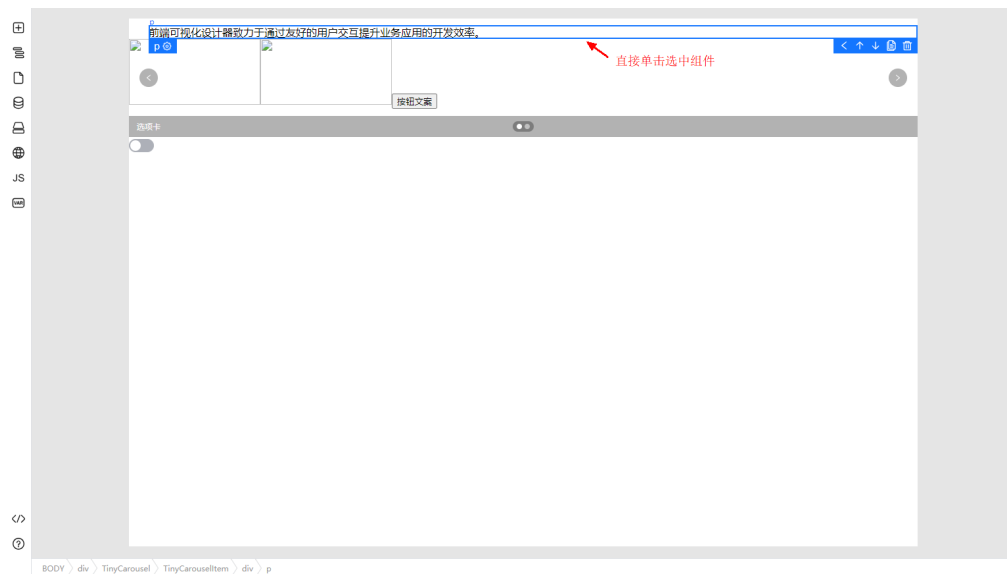 p
前端可视化设计器致力于通过友好的用户交互提升业务应用的开发效率。
p
直接单击选中组件
按钮文案
选项卡
JS
VAR
BODY
div
TinyCarousel
TinyCarouselItem
div
p